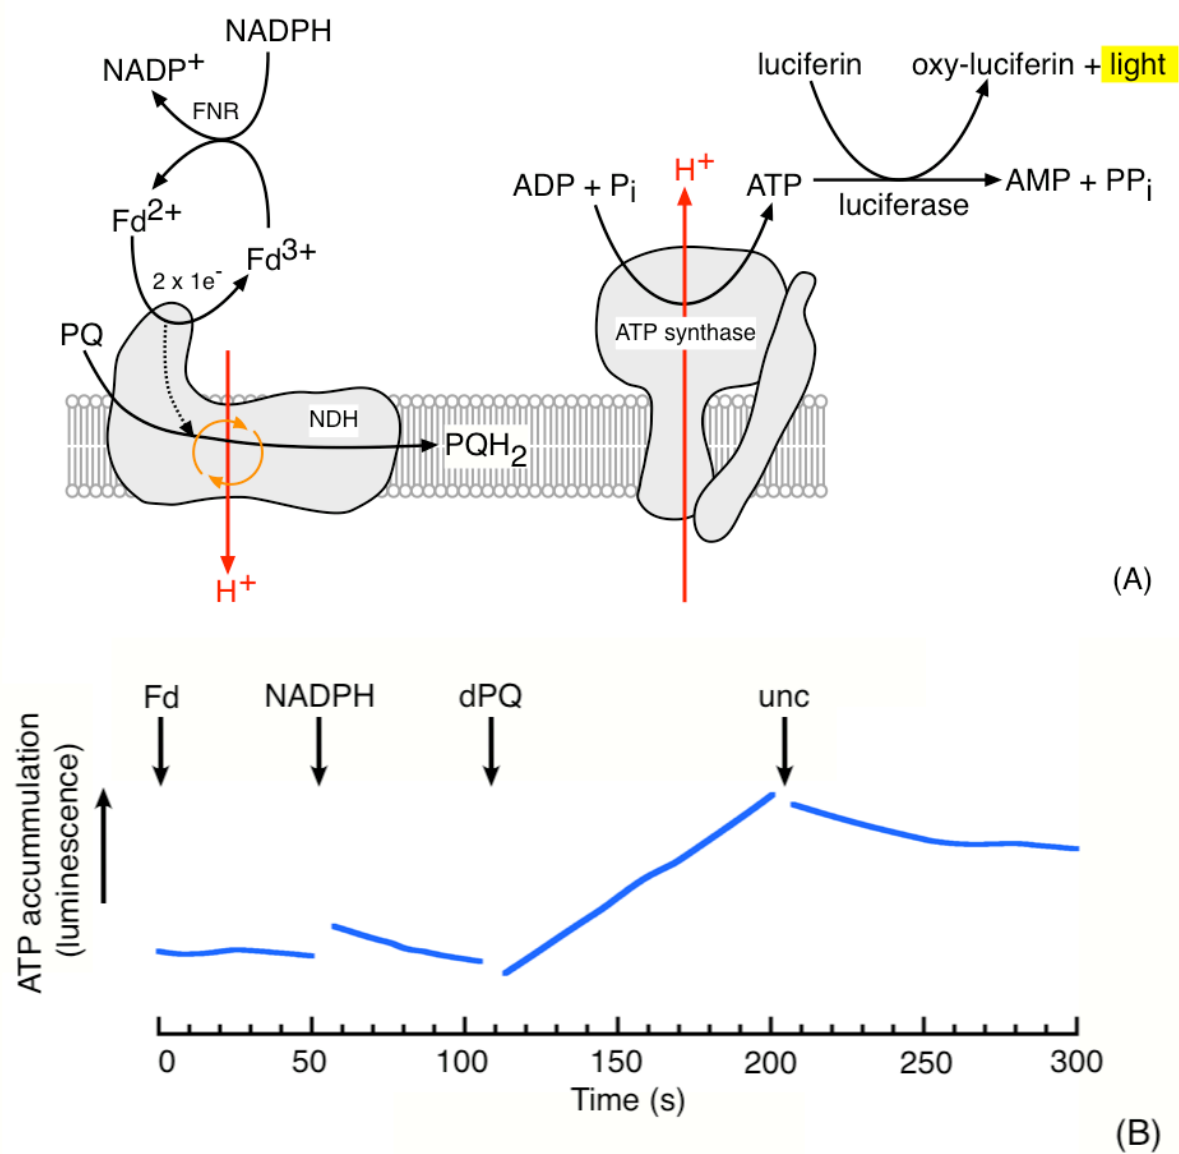 NADPH
NADP+
FNR
Fd2+
Fd3+
2 x 1e-
PQ
NDH
PQH2
H+
luciferin
oxy-luciferin + light
H+
ADP + Pi
ATP
luciferase
AMP + PPi
ATP synthase
(A)
Fd
NADPH
dPQ
unc
ATP accummulation
(luminescence)
0 50 100 150 200 250 300
Time (s)
(B)